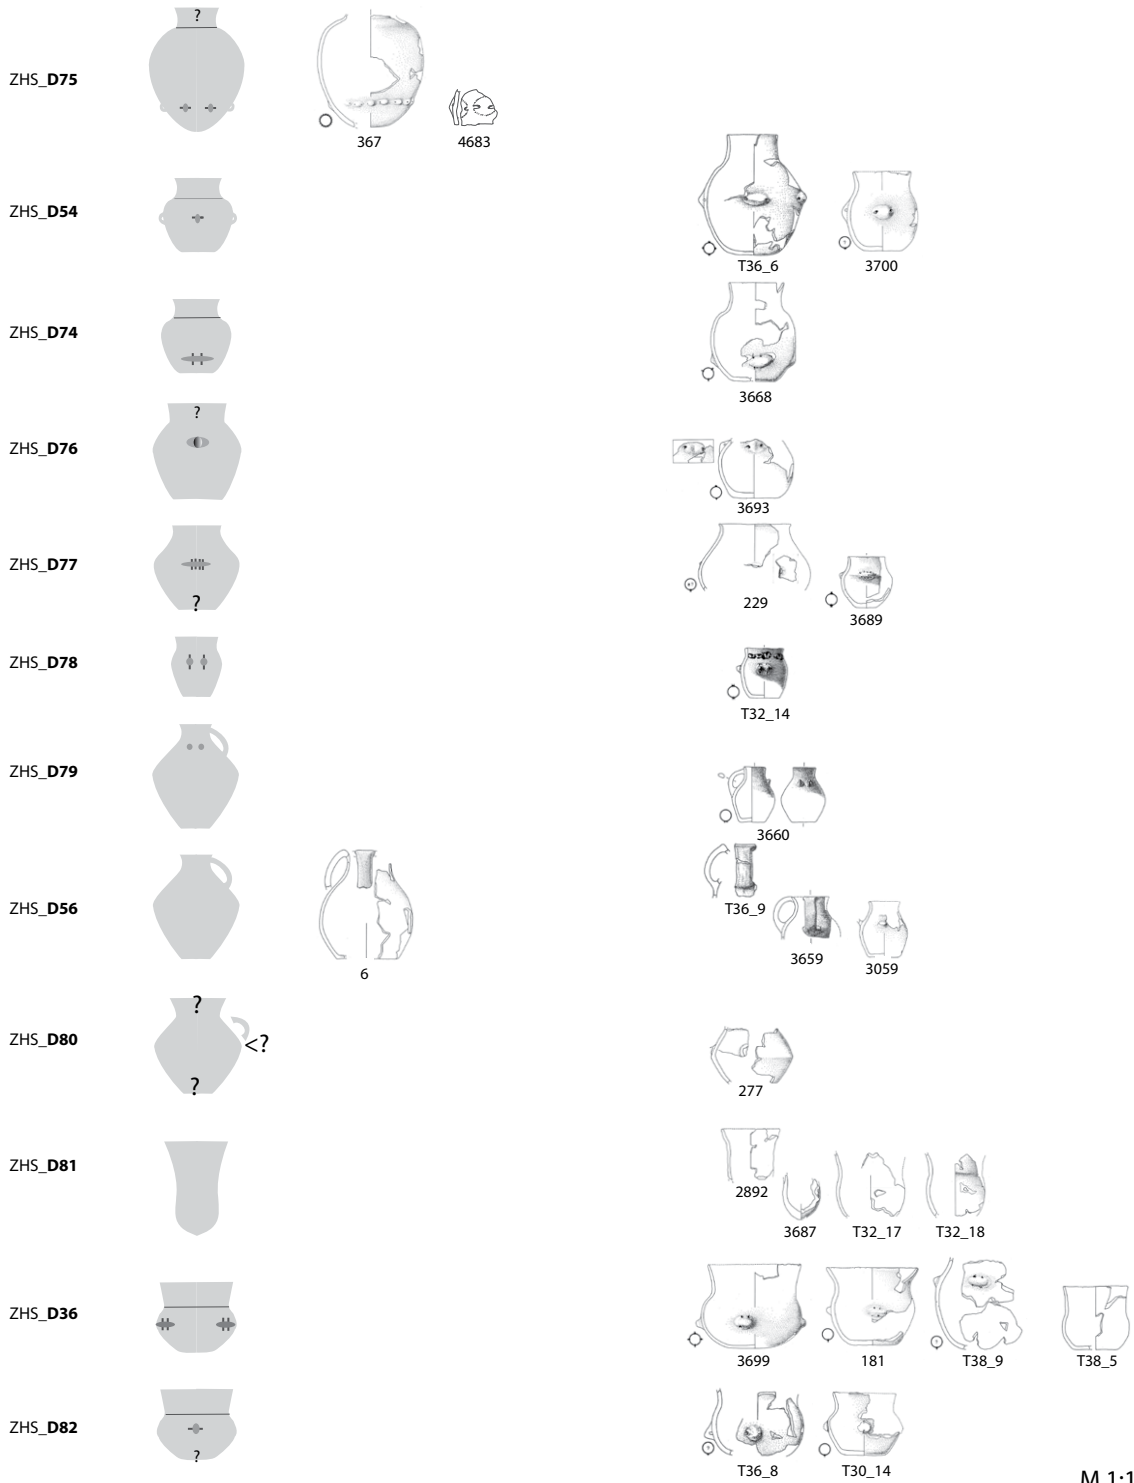 ?
ZHS_D75
367
4683
ZHS_D54
T36_6
3700
ZHS_D74
3668
?
ZHS_D76
3693
ZHS_D77
?
229
3689
ZHS_D78
T32_14
ZHS_D79
3660
ZHS_D56
6
T36_9
3659
3059
?
ZHS_D80
<?
?
277
ZHS_D81
2892
3687
T32_17
T32_18
ZHS_D36
3699
181
T38_9
T38_5
ZHS_D82
?
T36_8
T30_14
M 1:1